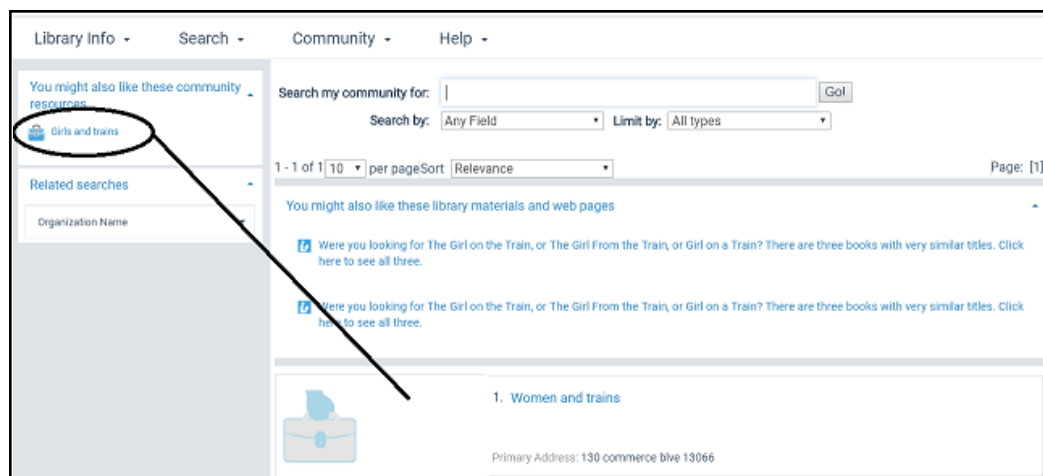 Library Info Search Community Help
You might also like these community
resources
Girls and trains
Related searches
Organization Name
Search my community for: Go!
Search by: Any Field Limit by: All types
1 - 1 of 1 10 per pageSort Relevance Page: [1]
You might also like these library materials and web pages
Were you looking for The Girl on the Train, or The Girl From the Train, or Girl on a Train? There are three books with very similar titles. Click
here to see all three.
Were you looking for The Girl on the Train, or The Girl From the Train, or Girl on a Train? There are three books with very similar titles. Click
here to see all three.
1. Women and trains
Primary Address: 130 commerce blve 13066